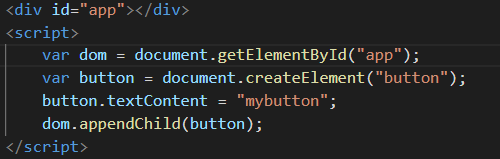 <div id="app"></div>
<script>
    var dom = document.getElementById("app");
    var button = document.createElement("button");
    button.textContent = "mybutton";
    dom.appendChild(button);
</script>